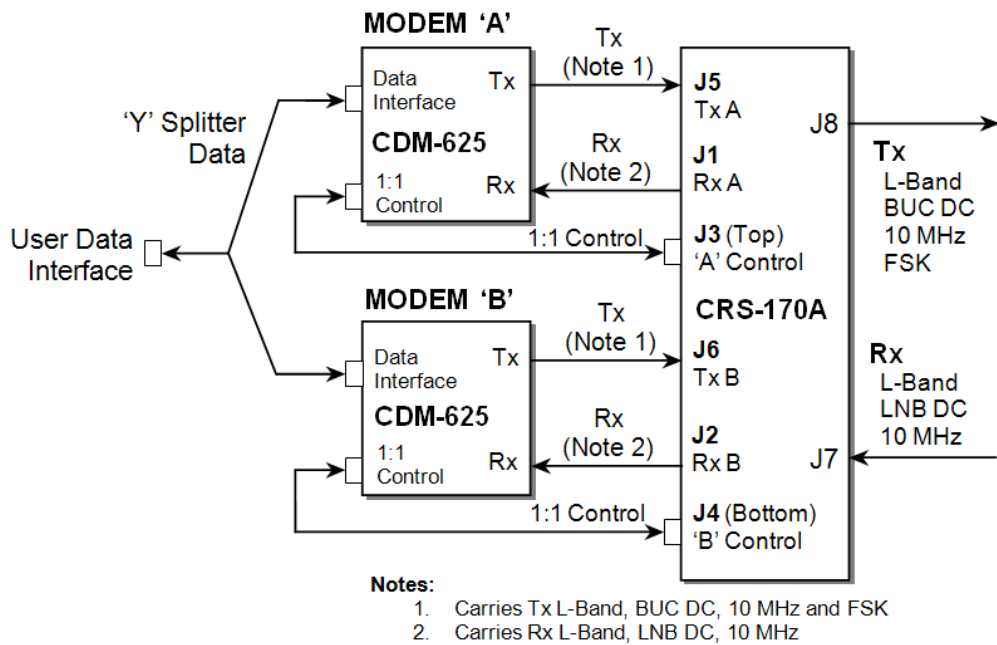 MODEM ‘A’
Data
Interface
Tx
CDM-625
1:1
Control
Rx
Tx
(Note 1)
Rx
(Note 2)
1:1 Control
‘Y’ Splitter
Data
User Data
Interface
MODEM ‘B’
Data
Interface
Tx
CDM-625
1:1
Control
Rx
Tx
(Note 1)
Rx
(Note 2)
1:1 Control
J5
Tx A
J1
Rx A
J3 (Top)
‘A’ Control
CRS-170A
J6
Tx B
J2
Rx B
J4 (Bottom)
‘B’ Control
J8
J7
Tx
L-Band
BUC DC
10 MHz
FSK
Rx
L-Band
LNB DC
10 MHz
Notes:
1. Carries Tx L-Band, BUC DC, 10 MHz and FSK
2. Carries Rx L-Band, LNB DC, 10 MHz